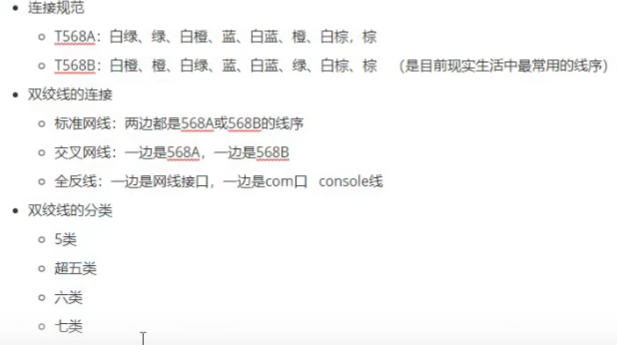 连接规范
T568A：白绿、绿、白橙、蓝、白蓝、橙、白棕，棕
T568B：白橙、橙、白绿、蓝、白蓝、绿、白棕、棕 （是目前现实生活中最常用的线序）
双绞线的连接
标准网线：两边都是568A或568B的线序
交叉网线：一边是568A，一边是568B
全反线：一边是网线接口，一边是com口 console线
双绞线的分类
5类
超五类
六类
七类